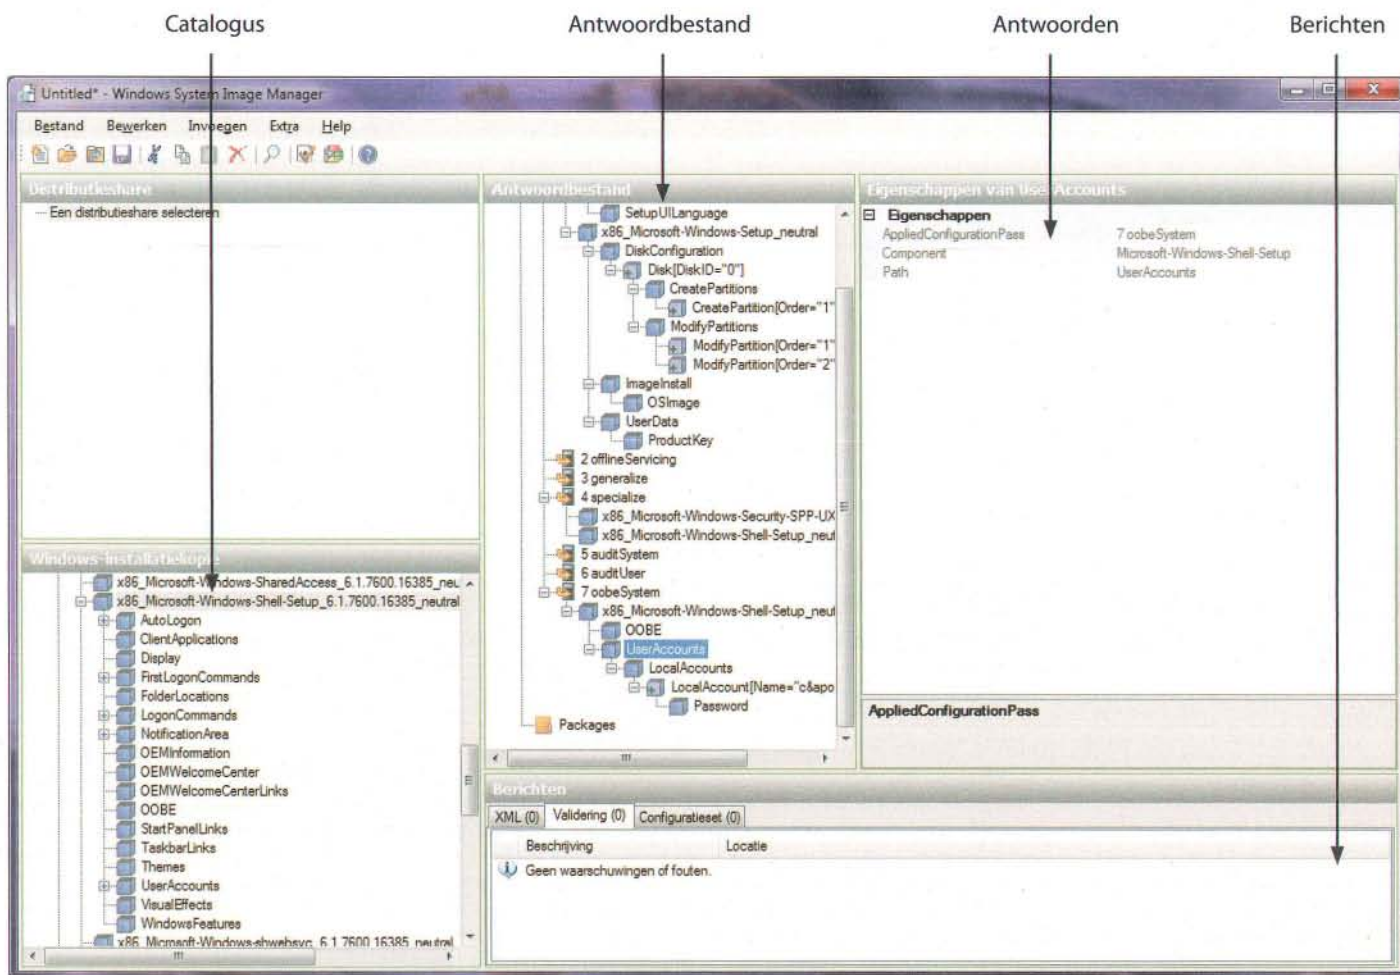 Catalogus
Antwoordbestand
Antwoorden
Berichten
Untitled* - Windows System Image Manager
Bestand Bewerken Invoegen Extra Help
Distributieshare
Een distributieshare selecteren
Windows-installatiekopie
x86_Microsoft-Windows-SharedAccess_6.1.7600.16385_neu
x86_Microsoft-Windows-Shell-Setup_6.1.7600.16385_neutral
AutoLogon
ClientApplications
Display
FirstLogonCommands
FolderLocations
LogonCommands
NotificationArea
OEMInformation
OEMWelcomeCenter
OEMWelcomeCenterLinks
OOBE
StartPanelLinks
TaskbarLinks
Themes
UserAccounts
VisualEffects
WindowsFeatures
x86_Microsoft-Windows-shwebsvc_6.1.7600.16385_neutral
Antwoordbestand
SetupUILanguage
x86_Microsoft-Windows-Setup_neutral
DiskConfiguration
Disk[DiskID="0"]
CreatePartitions
CreatePartition[Order="1"
ModifyPartitions
ModifyPartition[Order="1"
ModifyPartition[Order="2"
ImageInstall
OSImage
UserData
ProductKey
2 offlineServicing
3 generalize
4 specialize
x86_Microsoft-Windows-Security-SPP-UX
x86_Microsoft-Windows-Shell-Setup_neut
5 auditSystem
6 auditUser
7 oobeSystem
x86_Microsoft-Windows-Shell-Setup_neut
OOBE
UserAccounts
LocalAccounts
LocalAccount[Name="c&apo
Password
Packages
Eigenschappen van UserAccounts
Eigenschappen
AppliedConfigurationPass 7 oobeSystem
Component Microsoft-Windows-Shell-Setup
Path UserAccounts
AppliedConfigurationPass
Berichten
XML (0) Validering (0) Configuratieset (0)
Beschrijving Locatie
Geen waarschuwingen of fouten.